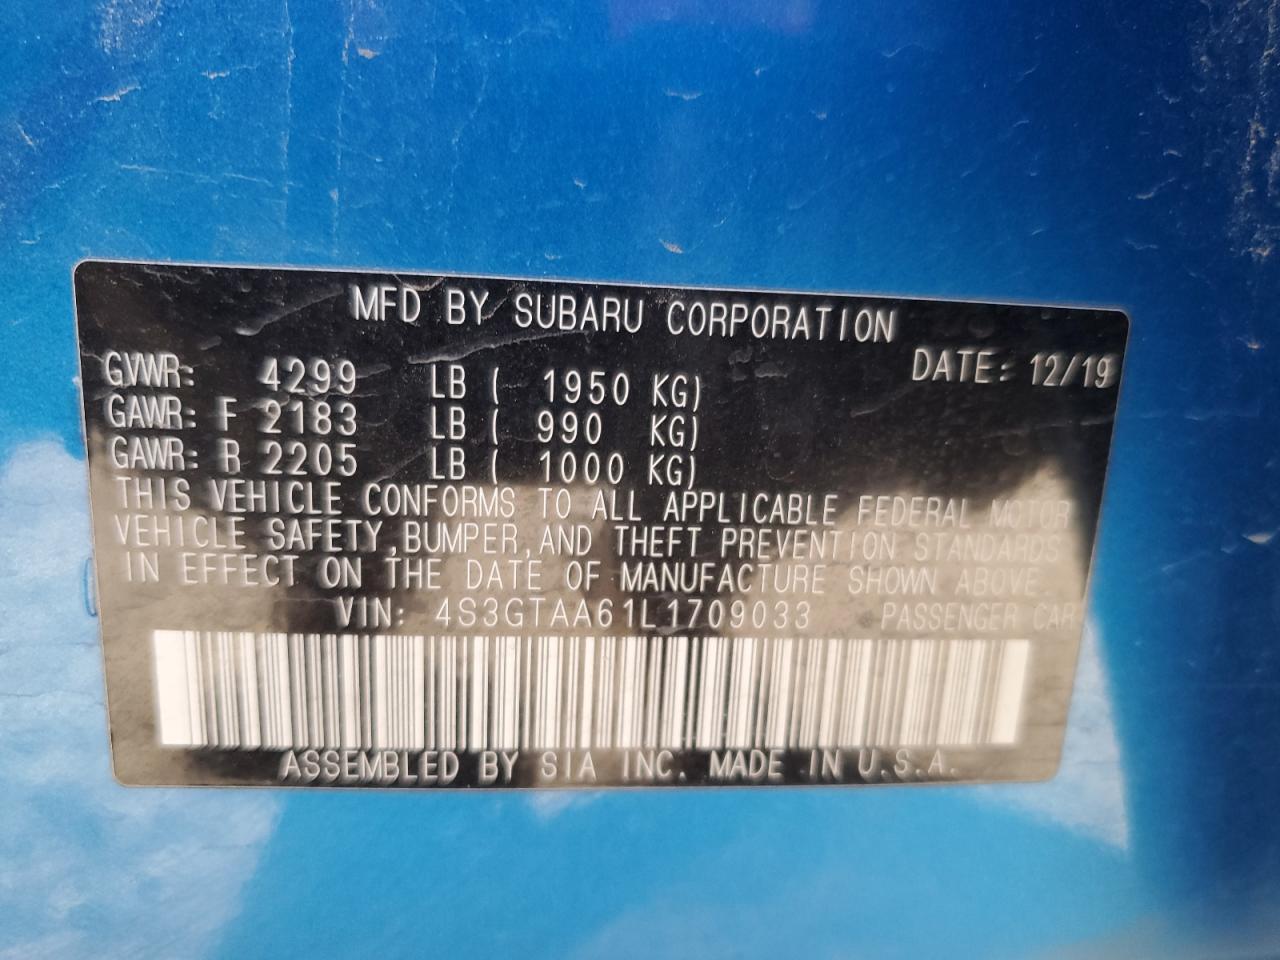 MFD BY SUBARU CORPORATION
DATE: 12/19
GVWR: 4299 LB ( 1950 KG)
GAWR: F 2183 LB ( 990 KG)
GAWR: R 2205 LB ( 1000 KG)
THIS VEHICLE CONFORMS TO ALL APPLICABLE FEDERAL MOTOR
VEHICLE SAFETY, BUMPER, AND THEFT PREVENTION STANDARDS
IN EFFECT ON THE DATE OF MANUFACTURE SHOWN ABOVE.
VIN: 4S3GTAA61L1709033 PASSENGER CAR
ASSEMBLED BY SIA INC. MADE IN U.S.A.